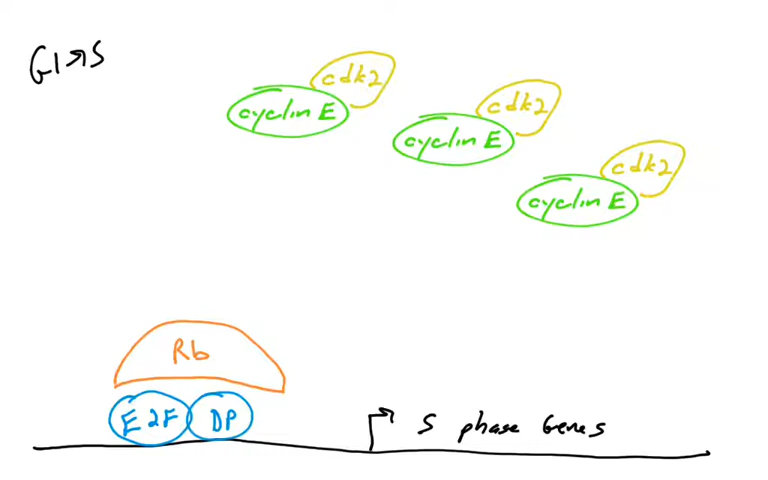 G1→S
cdk2
cyclin E
cdk2
cyclin E
cdk2
cyclin E
Rb
E2F DP
S phase Genes